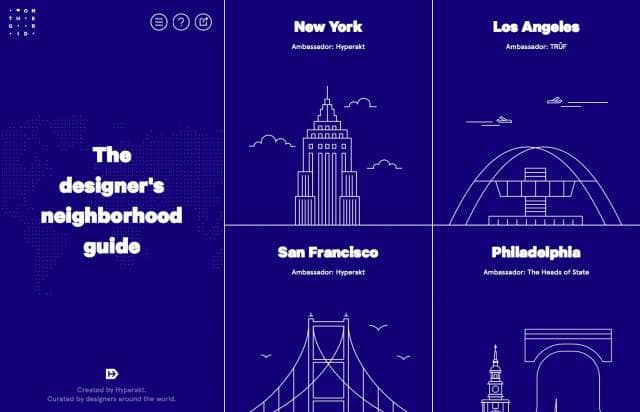 ON
THE
GRID
The
designer's
neighborhood
guide
Created by Hyperakt.
Curated by designers around the world.
New York
Ambassador: Hyperakt
Los Angeles
Ambassador: TRÜF
San Francisco
Ambassador: Hyperakt
Philadelphia
Ambassador: The Heads of State